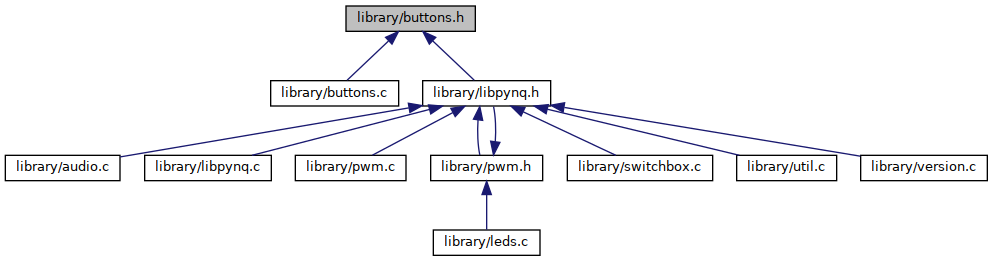 library/buttons.h
library/buttons.c
library/libpynq.h
library/audio.c
library/libpynq.c
library/pwm.c
library/pwm.h
library/switchbox.c
library/util.c
library/version.c
library/leds.c